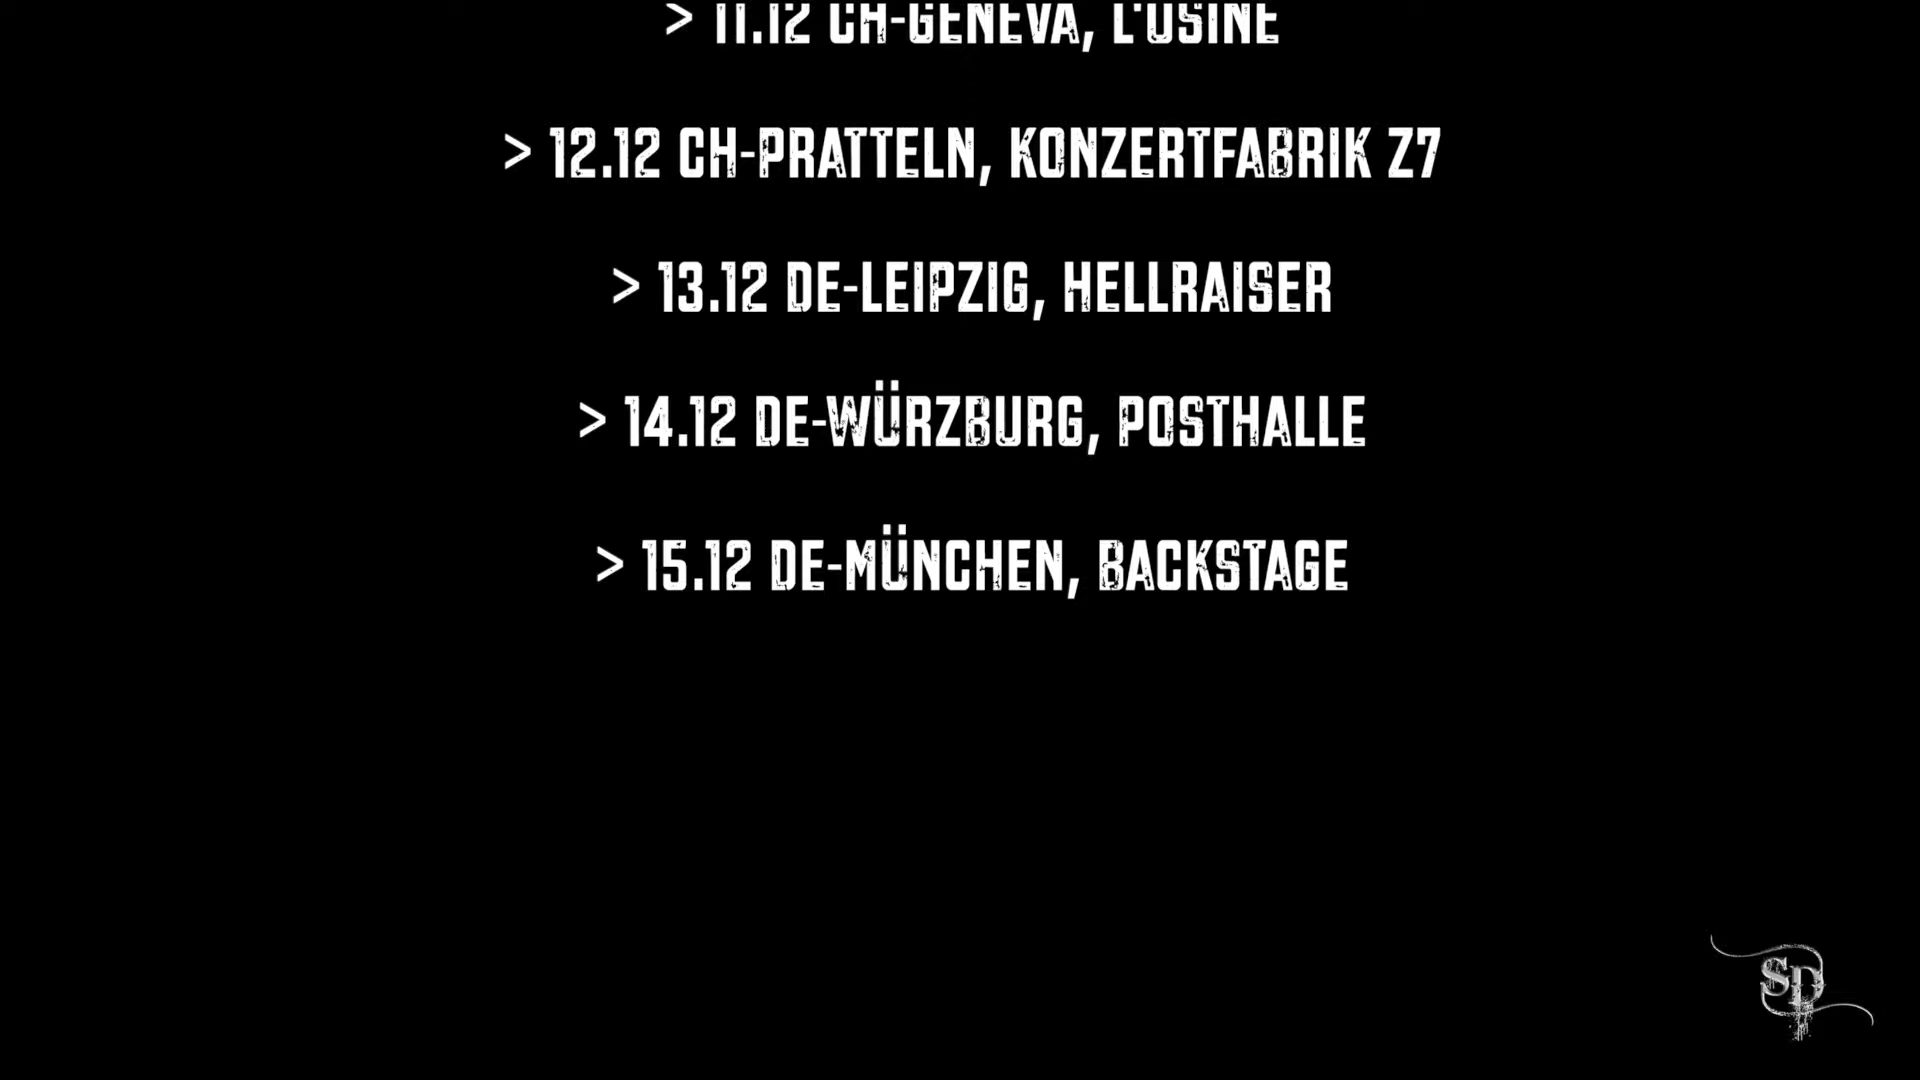 > 11.12 CH-GENEVA, L'USINE
> 12.12 CH-PRATTELN, KONZERTFABRIK Z7
> 13.12 DE-LEIPZIG, HELLRAISER
> 14.12 DE-WÜRZBURG, POSTHALLE
> 15.12 DE-MÜNCHEN, BACKSTAGE
SD